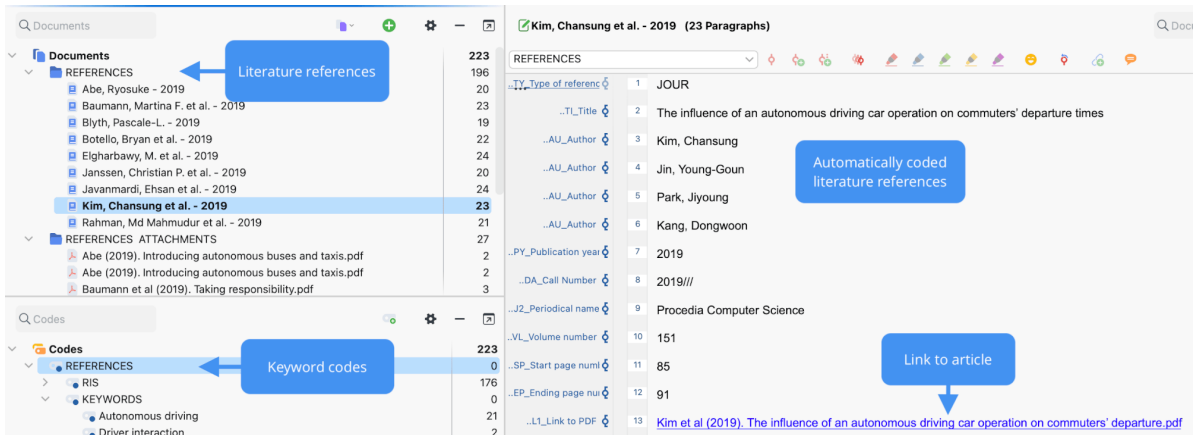 Documents
Documents 223
REFERENCES 196
Abe, Ryosuke - 2019 20
Baumann, Martina F. et al. - 2019 23
Blyth, Pascale-L. - 2019 19
Botello, Bryan et al. - 2019 22
Elgharbawy, M. et al. - 2019 24
Janssen, Christian P. et al. - 2019 20
Javanmardi, Ehsan et al. - 2019 24
Kim, Chansung et al. - 2019 23
Rahman, Md Mahmudur et al. - 2019 21
REFERENCES ATTACHMENTS 27
Abe (2019). Introducing autonomous buses and taxis.pdf 2
Abe (2019). Introducing autonomous buses and taxis.pdf 2
Baumann et al (2019). Taking responsibility.pdf 3
Literature references
Codes
Codes 223
REFERENCES 0
RIS 176
KEYWORDS 0
Autonomous driving 21
Driver interaction 2
Keyword codes
Kim, Chansung et al. - 2019 (23 Paragraphs)
Docu
REFERENCES
..TY_Type of referenc 1 JOUR
..TI_Title 2 The influence of an autonomous driving car operation on commuters' departure times
..AU_Author 3 Kim, Chansung
..AU_Author 4 Jin, Young-Goun
..AU_Author 5 Park, Jiyoung
..AU_Author 6 Kang, Dongwoon
..PY_Publication year 7 2019
..DA_Call Number 8 2019///
..J2_Periodical name 9 Procedia Computer Science
..VL_Volume number 10 151
..SP_Start page numl 11 85
..EP_Ending page nui 12 91
..L1_Link to PDF 13 Kim et al (2019). The influence of an autonomous driving car operation on commuters' departure.pdf
Automatically coded
literature references
Link to article